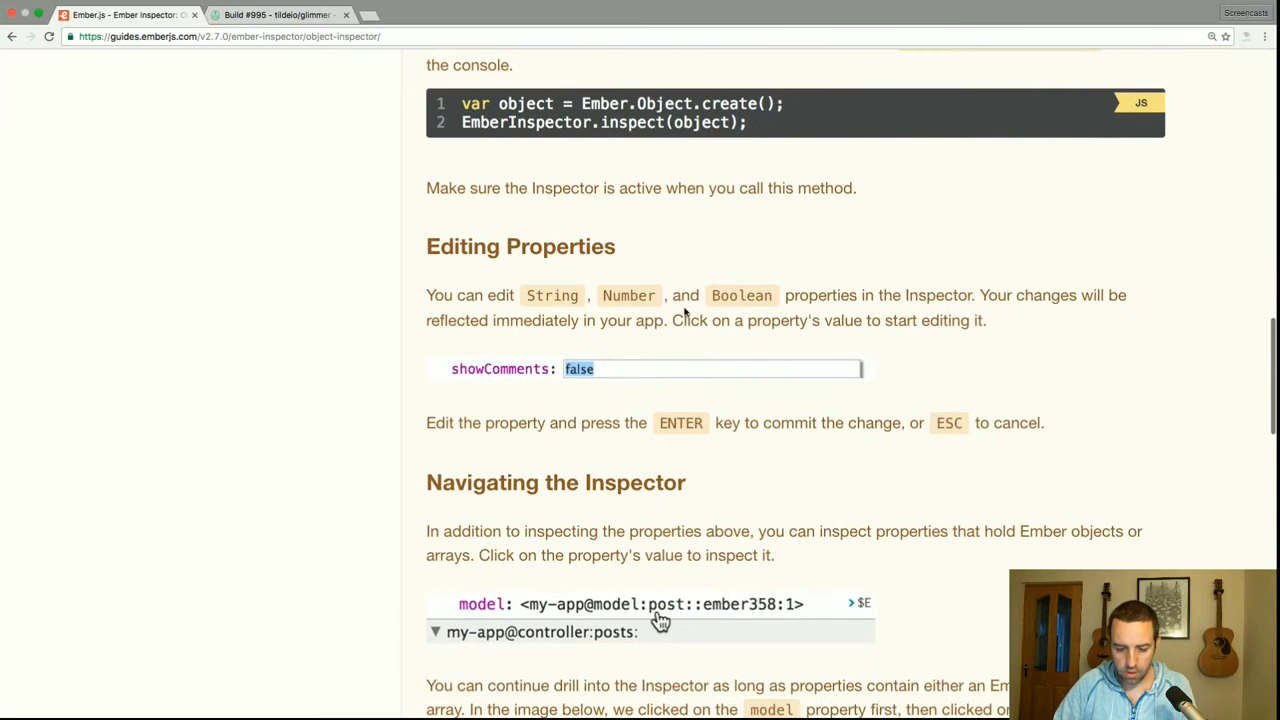 Ember.js - Ember Inspector: O
Build #995 - tildeio/glimmer -
Screencasts
https://guides.emberjs.com/v2.7.0/ember-inspector/object-inspector/
the console.
1 var object = Ember.Object.create();
JS
2 EmberInspector.inspect(object);
Make sure the Inspector is active when you call this method.
Editing Properties
You can edit String , Number , and Boolean properties in the Inspector. Your changes will be
reflected immediately in your app. Click on a property's value to start editing it.
showComments: false
Edit the property and press the ENTER key to commit the change, or ESC to cancel.
Navigating the Inspector
In addition to inspecting the properties above, you can inspect properties that hold Ember objects or
arrays. Click on the property's value to inspect it.
model: <my-app@model:post::ember358:1> >$E
my-app@controller:posts:
You can continue drill into the Inspector as long as properties contain either an Em
array. In the image below, we clicked on the model property first, then clicked o